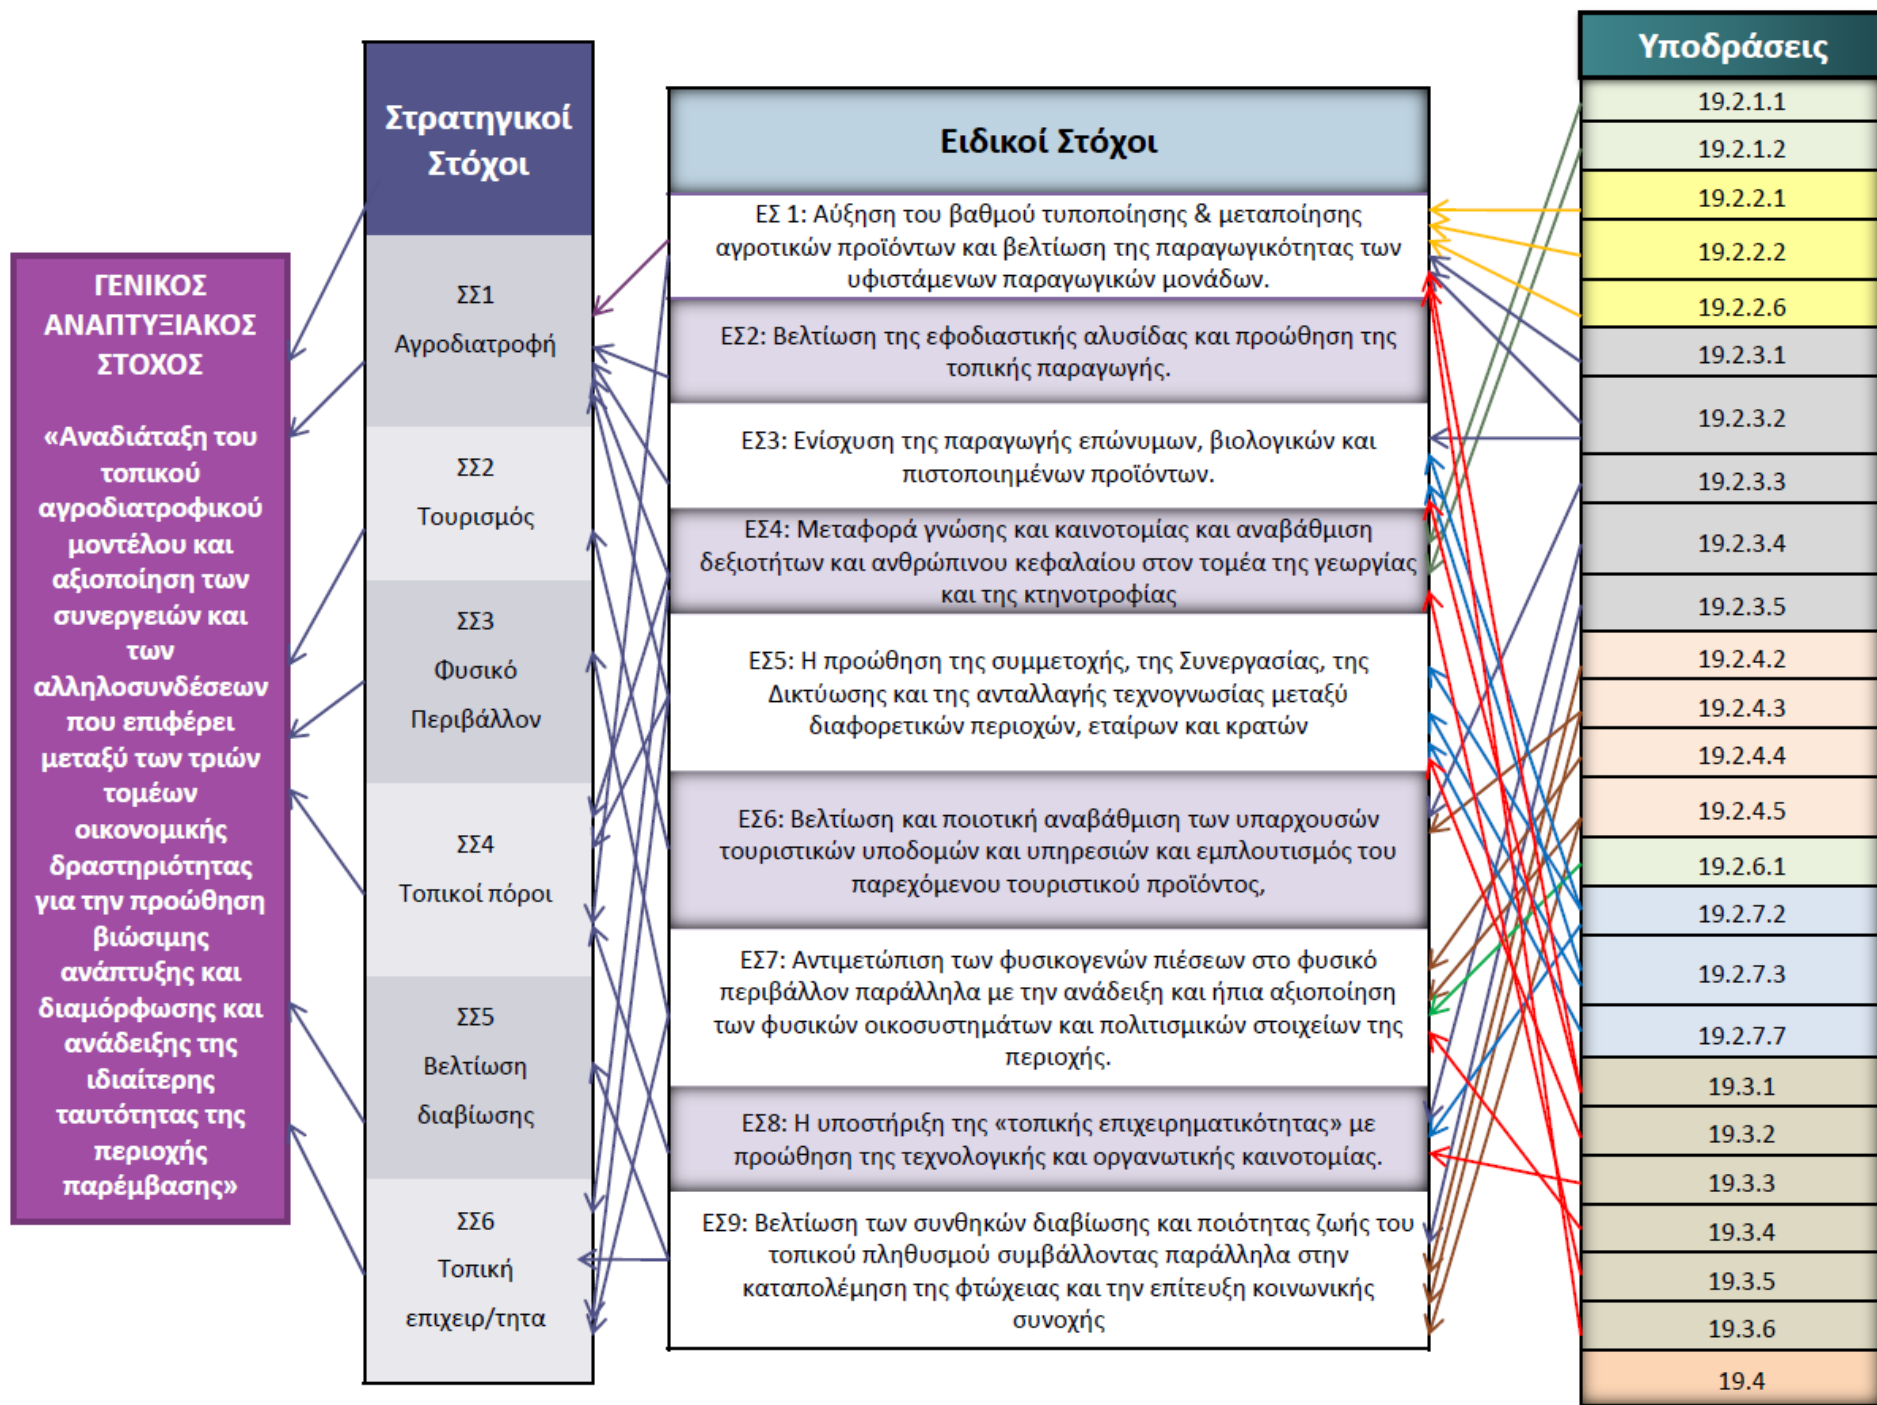 ΓΕΝΙΚΟΣ
ΑΝΑΠΤΥΞΙΑΚΟΣ
ΣΤΟΧΟΣ
«Αναδιάταξη του
τοπικού
αγροδιατροφικού
μοντέλου και
αξιοποίηση των
συνεργειών και
των
αλληλοσυνδέσεων
που επιφέρει
μεταξύ των τριών
τομέων
οικονομικής
δραστηριότητας
για την προώθηση
βιώσιμης
ανάπτυξης και
διαμόρφωσης και
ανάδειξης της
ιδιαίτερης
ταυτότητας της
περιοχής
παρέμβασης»
Στρατηγικοί
Στόχοι
ΣΣ1
Αγροδιατροφή
ΣΣ2
Τουρισμός
ΣΣ3
Φυσικό
Περιβάλλον
ΣΣ4
Τοπικοί πόροι
ΣΣ5
Βελτίωση
διαβίωσης
ΣΣ6
Τοπική
επιχειρ/τητα
Ειδικοί Στόχοι
ΕΣ 1: Αύξηση του βαθμού τυποποίησης & μεταποίησης
αγροτικών προϊόντων και βελτίωση της παραγωγικότητας των
υφιστάμενων παραγωγικών μονάδων.
ΕΣ2: Βελτίωση της εφοδιαστικής αλυσίδας και προώθηση της
τοπικής παραγωγής.
ΕΣ3: Ενίσχυση της παραγωγής επώνυμων, βιολογικών και
πιστοποιημένων προϊόντων.
ΕΣ4: Μεταφορά γνώσης και καινοτομίας και αναβάθμιση
δεξιοτήτων και ανθρώπινου κεφαλαίου στον τομέα της γεωργίας
και της κτηνοτροφίας
ΕΣ5: Η προώθηση της συμμετοχής, της Συνεργασίας, της
Δικτύωσης και της ανταλλαγής τεχνογνωσίας μεταξύ
διαφορετικών περιοχών, εταίρων και κρατών
ΕΣ6: Βελτίωση και ποιοτική αναβάθμιση των υπαρχουσών
τουριστικών υποδομών και υπηρεσιών και εμπλουτισμός του
παρεχόμενου τουριστικού προϊόντος,
ΕΣ7: Αντιμετώπιση των φυσικογενών πιέσεων στο φυσικό
περιβάλλον παράλληλα με την ανάδειξη και ήπια αξιοποίηση
των φυσικών οικοσυστημάτων και πολιτισμικών στοιχείων της
περιοχής.
ΕΣ8: Η υποστήριξη της «τοπικής επιχειρηματικότητας» με
προώθηση της τεχνολογικής και οργανωτικής καινοτομίας.
ΕΣ9: Βελτίωση των συνθηκών διαβίωσης και ποιότητας ζωής του
τοπικού πληθυσμού συμβάλλοντας παράλληλα στην
καταπολέμηση της φτώχειας και την επίτευξη κοινωνικής
συνοχής
Υποδράσεις
19.2.1.1
19.2.1.2
19.2.2.1
19.2.2.2
19.2.2.6
19.2.3.1
19.2.3.2
19.2.3.3
19.2.3.4
19.2.3.5
19.2.4.2
19.2.4.3
19.2.4.4
19.2.4.5
19.2.6.1
19.2.7.2
19.2.7.3
19.2.7.7
19.3.1
19.3.2
19.3.3
19.3.4
19.3.5
19.3.6
19.4